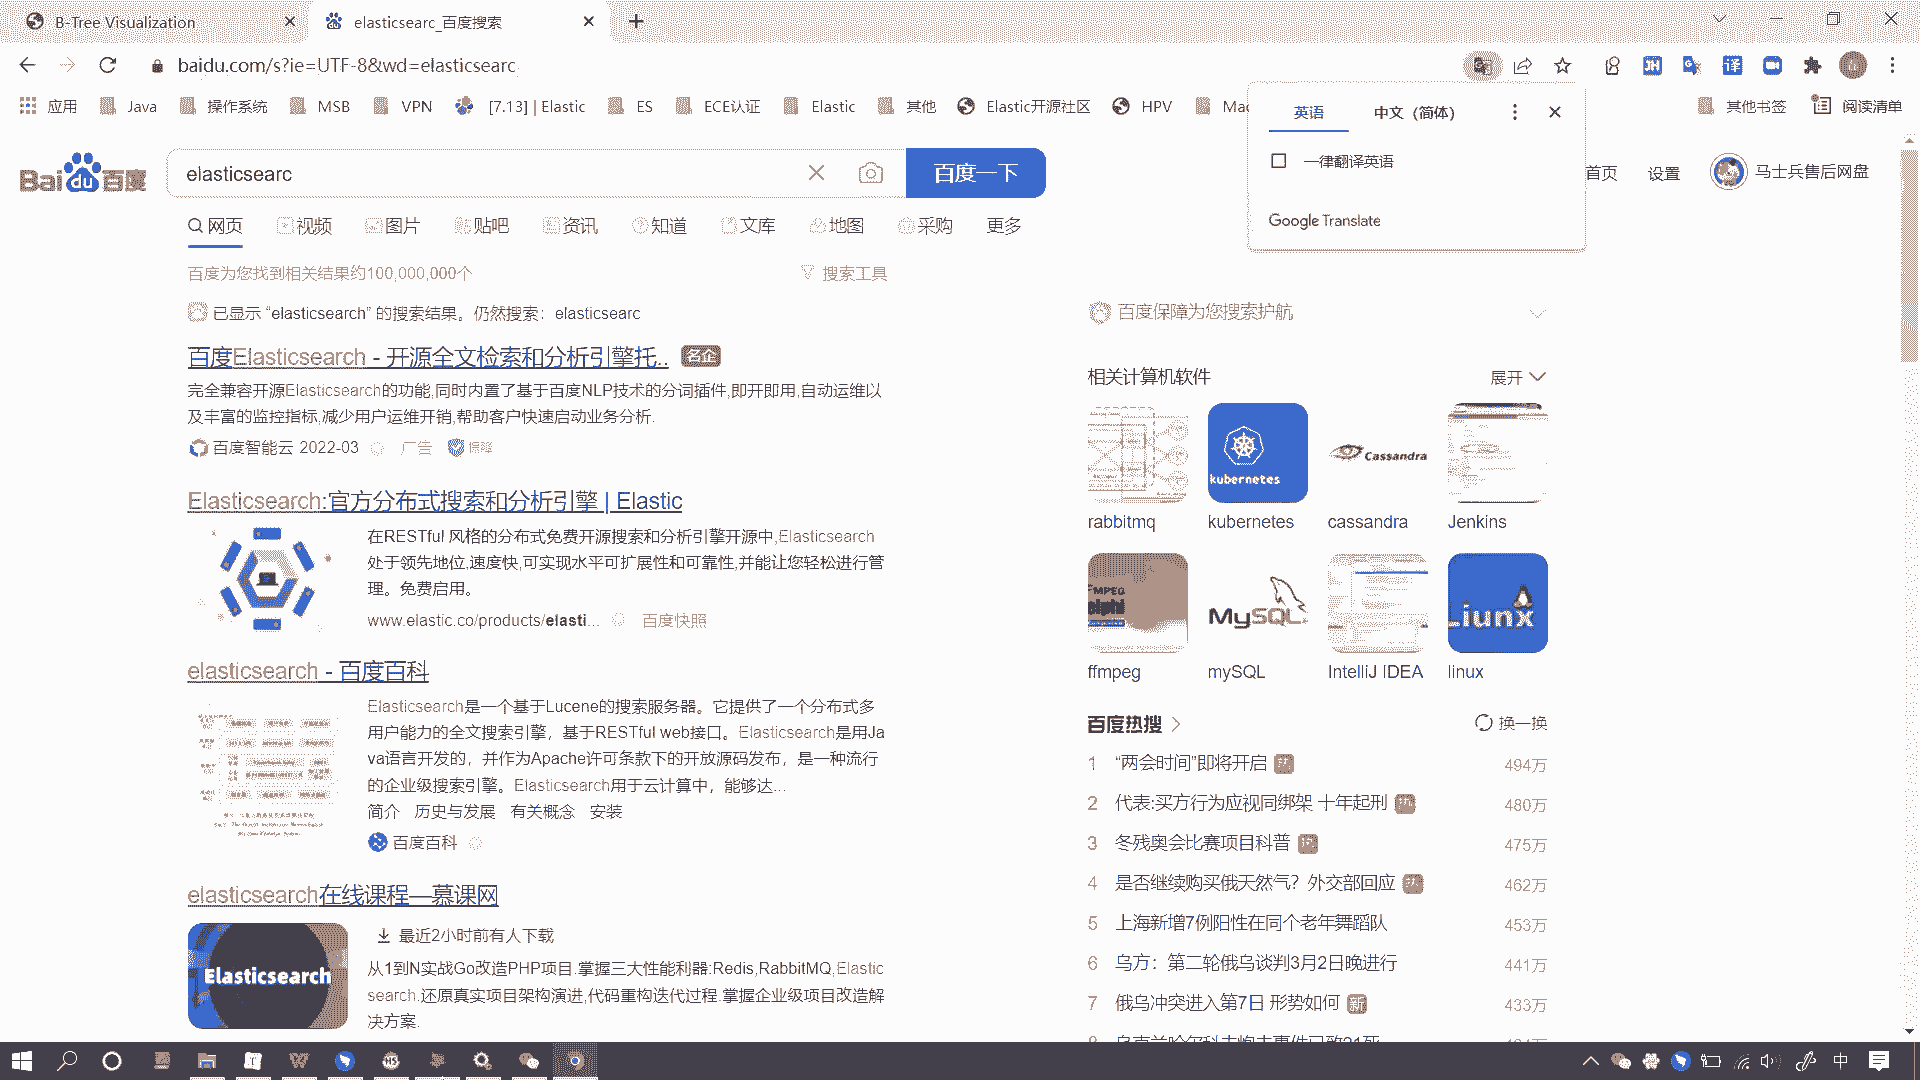 B-Tree Visualization
elasticsearc_百度搜索
baidu.com/s?ie=UTF-8&wd=elasticsearc
应用 Java 操作系统 MSB VPN [7.13] | Elastic ES ECE认证 Elastic 其他 Elastic开源社区 HPV Mac 其他书签 阅读清单
英语 中文（简体）
一律翻译英语
Google Translate
Bai du 百度
elasticsearc
百度一下
首页 设置 马士兵售后网盘
网页 视频 图片 贴吧 资讯 知道 文库 地图 采购 更多
百度为您找到相关结果约100,000,000个
搜索工具
已显示 “elasticsearch” 的搜索结果。仍然搜索：elasticsearc
百度Elasticsearch - 开源全文检索和分析引擎托.. 名企
完全兼容开源Elasticsearch的功能,同时内置了基于百度NLP技术的分词插件,即开即用,自动运维以
及丰富的监控指标,减少用户运维开销,帮助客户快速启动业务分析.
百度智能云 2022-03 广告 保障
Elasticsearch:官方分布式搜索和分析引擎 | Elastic
在RESTful 风格的分布式免费开源搜索和分析引擎开源中,Elasticsearch
处于领先地位,速度快,可实现水平可扩展性和可靠性,并能让您轻松进行管
理。免费启用。
www.elastic.co/products/elasti... 百度快照
elasticsearch - 百度百科
Elasticsearch是一个基于Lucene的搜索服务器。它提供了一个分布式多
用户能力的全文搜索引擎，基于RESTful web接口。Elasticsearch是用Ja
va语言开发的，并作为Apache许可条款下的开放源码发布，是一种流行
的企业级搜索引擎。Elasticsearch用于云计算中，能够达...
简介 历史与发展 有关概念 安装
百度百科
elasticsearch在线课程—慕课网
Elasticsearch
最近2小时前有人下载
从1到N实战Go改造PHP项目.掌握三大性能利器:Redis,RabbitMQ,Elastic
search.还原真实项目架构演进,代码重构迭代过程.掌握企业级项目改造解
决方案.
百度保障为您搜索护航
相关计算机软件
展开
kubernetes
Cassandra
rabbitmq kubernetes cassandra Jenkins
MySQL
Liunx
ffmpeg mySQL IntelliJ IDEA linux
百度热搜
换一换
1 “两会时间”即将开启 热 494万
2 代表:买方行为应视同绑架 十年起刑 热 480万
3 冬残奥会比赛项目科普 热 475万
4 是否继续购买俄天然气？外交部回应 热 462万
5 上海新增7例阳性在同个老年舞蹈队 453万
6 乌方：第二轮俄乌谈判3月2日晚进行 441万
7 俄乌冲突进入第7日 形势如何 新 433万
中